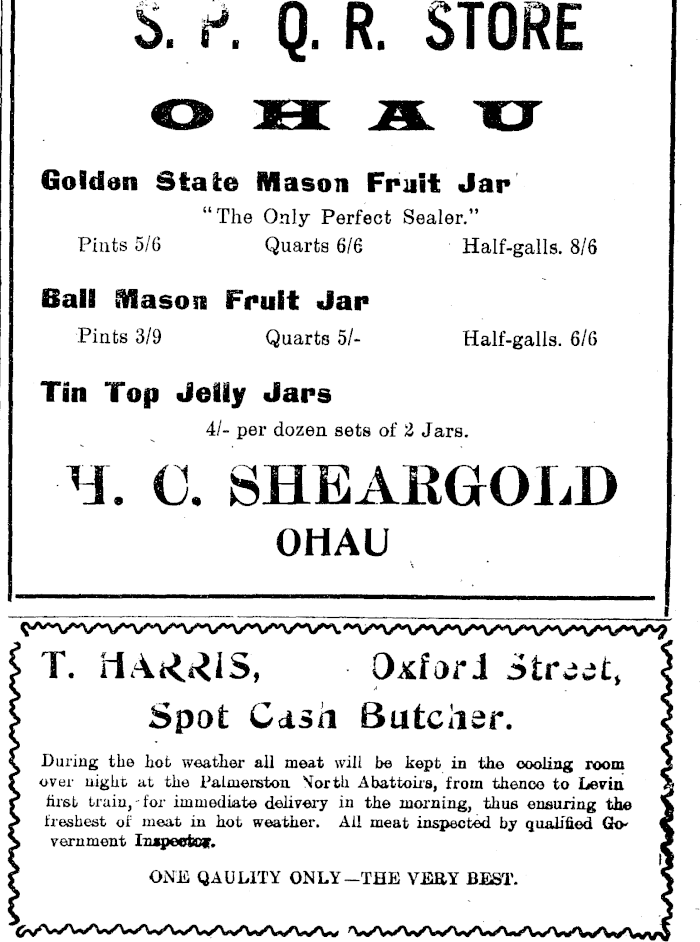 S. P. Q. R. STORE
OHAU
Golden State Mason Fruit Jar
"The Only Perfect Sealer."
Pints 5/6 Quarts 6/6 Half-galls. 8/6
Ball Mason Fruit Jar
Pints 3/9 Quarts 5/- Half-galls. 6/6
Tin Top Jelly Jars
4/- per dozen sets of 2 Jars.
H. C. SHEARGOLD
OHAU
T. HARRIS, Oxford Street,
Spot Cash Butcher.
During the hot weather all meat will be kept in the cooling room
over night at the Palmerston North Abattoirs, from thence to Levin
first train, for immediate delivery in the morning, thus ensuring the
freshest of meat in hot weather. All meat inspected by qualified Go-
vernment Inspector.
ONE QAULITY ONLY—THE VERY BEST.